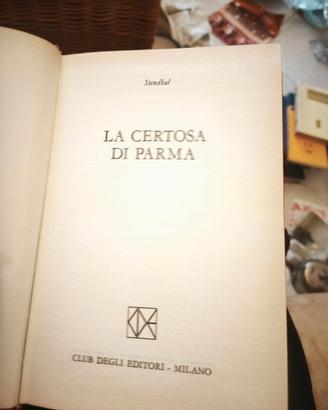 Stendhal
LA CERTOSA
DI PARMA
CLUB DEGLI EDITORI - MILANO